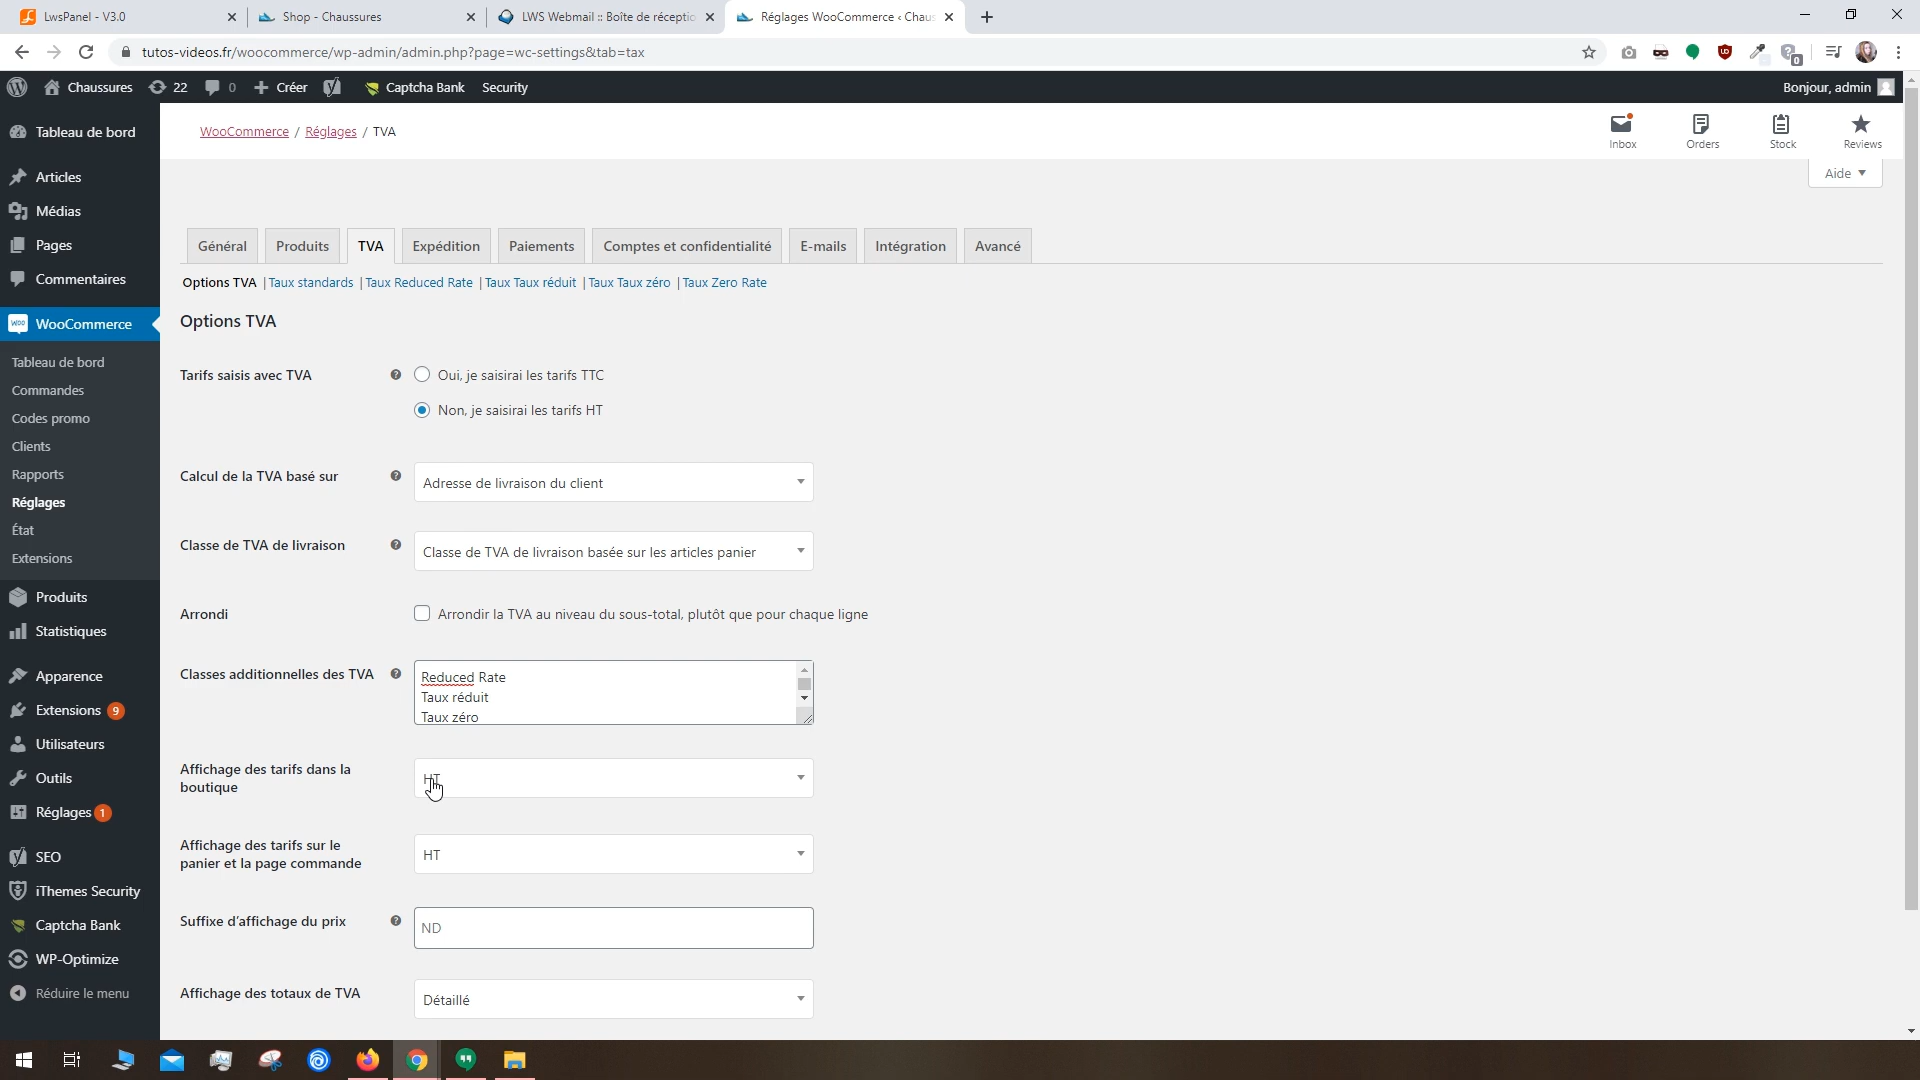 LwsPanel - V3.0
Shop - Chaussures
LWS Webmail :: Boîte de réceptio
Réglages WooCommerce ‹ Chaus
tutos-videos.fr/woocommerce/wp-admin/admin.php?page=wc-settings&tab=tax
0
Chaussures
22
0
Créer
Captcha Bank
Security
Bonjour, admin
Tableau de bord
Articles
Médias
Pages
Commentaires
WooCommerce
Tableau de bord
Commandes
Codes promo
Clients
Rapports
Réglages
État
Extensions
Produits
Statistiques
Apparence
Extensions 9
Utilisateurs
Outils
Réglages 1
SEO
iThemes Security
Captcha Bank
WP-Optimize
Réduire le menu
WooCommerce / Réglages / TVA
Inbox
Orders
Stock
Reviews
Aide
Général
Produits
TVA
Expédition
Paiements
Comptes et confidentialité
E-mails
Intégration
Avancé
Options TVA | Taux standards | Taux Reduced Rate | Taux Taux réduit | Taux Taux zéro | Taux Zero Rate
Options TVA
Tarifs saisis avec TVA
Oui, je saisirai les tarifs TTC
Non, je saisirai les tarifs HT
Calcul de la TVA basé sur
Adresse de livraison du client
Classe de TVA de livraison
Classe de TVA de livraison basée sur les articles panier
Arrondi
Arrondir la TVA au niveau du sous-total, plutôt que pour chaque ligne
Classes additionnelles des TVA
Reduced Rate
Taux réduit
Taux zéro
Affichage des tarifs dans la
boutique
HT
Affichage des tarifs sur le
panier et la page commande
HT
Suffixe d'affichage du prix
ND
Affichage des totaux de TVA
Détaillé